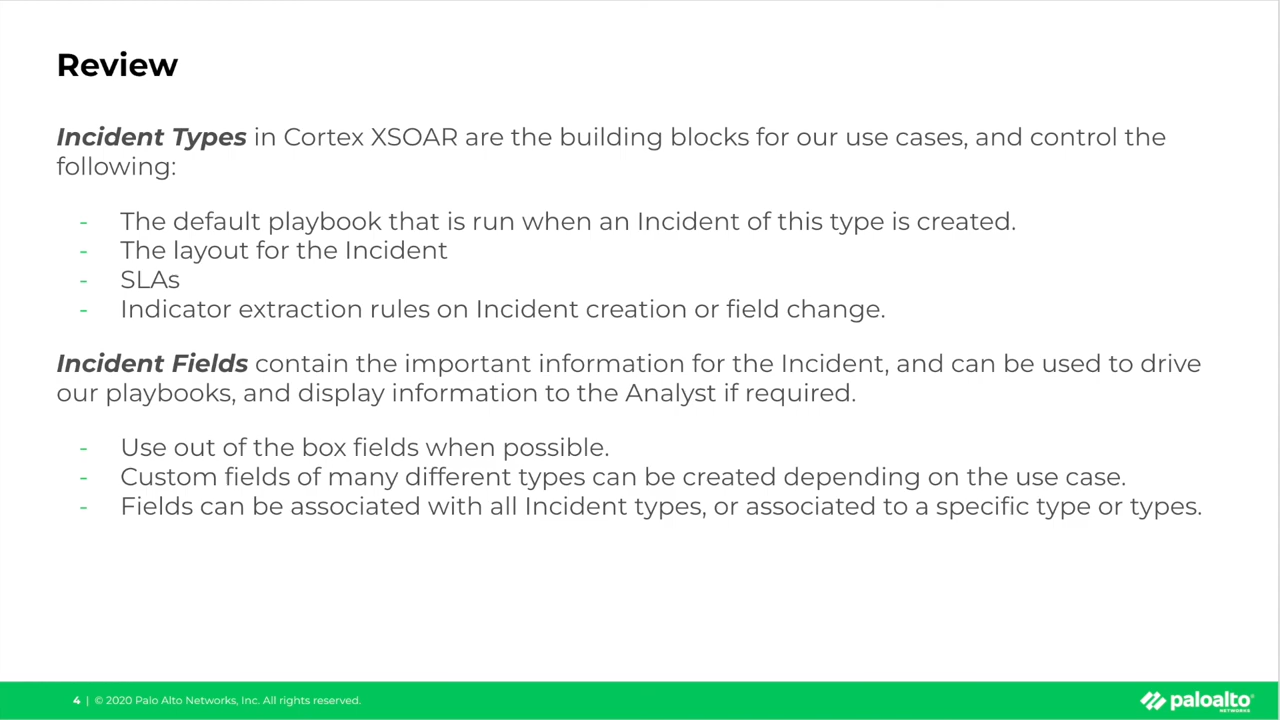 Review
Incident Types in Cortex XSOAR are the building blocks for our use cases, and control the
following:
- The default playbook that is run when an Incident of this type is created.
- The layout for the Incident
- SLAs
- Indicator extraction rules on Incident creation or field change.
Incident Fields contain the important information for the Incident, and can be used to drive
our playbooks, and display information to the Analyst if required.
- Use out of the box fields when possible.
- Custom fields of many different types can be created depending on the use case.
- Fields can be associated with all Incident types, or associated to a specific type or types.
4 | © 2020 Palo Alto Networks, Inc. All rights reserved.
paloalto
NETWORKS